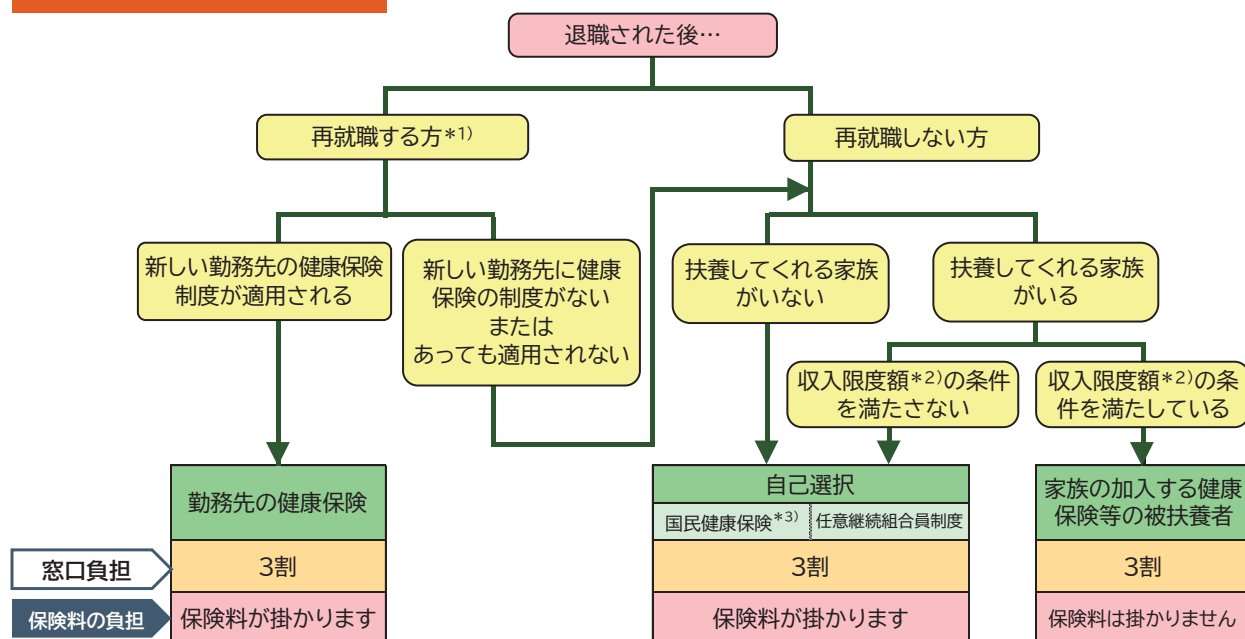 退職された後…
再就職する方*1)
再就職しない方
新しい勤務先の健康保険
制度が適用される
新しい勤務先に健康
保険の制度がない
または
あっても適用されない
扶養してくれる家族
がいない
扶養してくれる家族
がいる
収入限度額*2)の条件
を満たさない
収入限度額*2)の条
件を満たしている
勤務先の健康保険
自己選択
国民健康保険*3)
任意継続組合員制度
家族の加入する健康
保険等の被扶養者
窓口負担
3割
3割
3割
保険料の負担
保険料が掛かります
保険料が掛かります
保険料は掛かりません